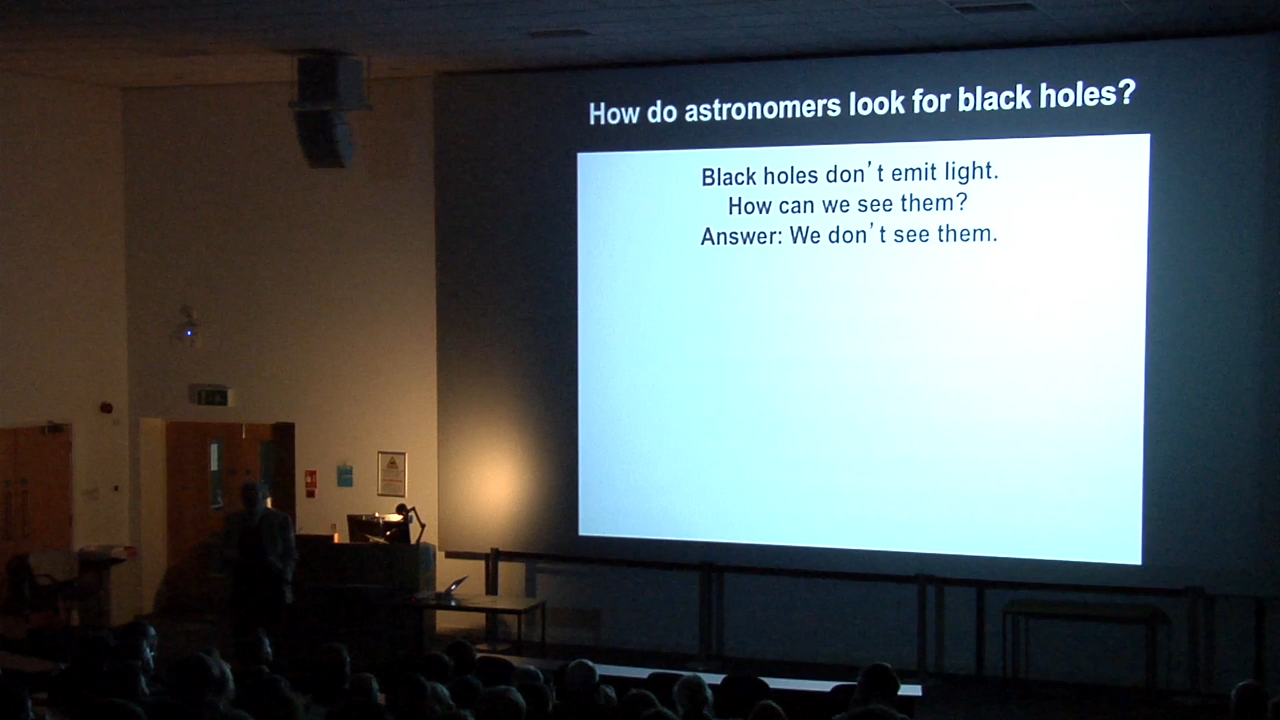 How do astronomers look for black holes?
Black holes don’t emit light.
How can we see them?
Answer: We don’t see them.